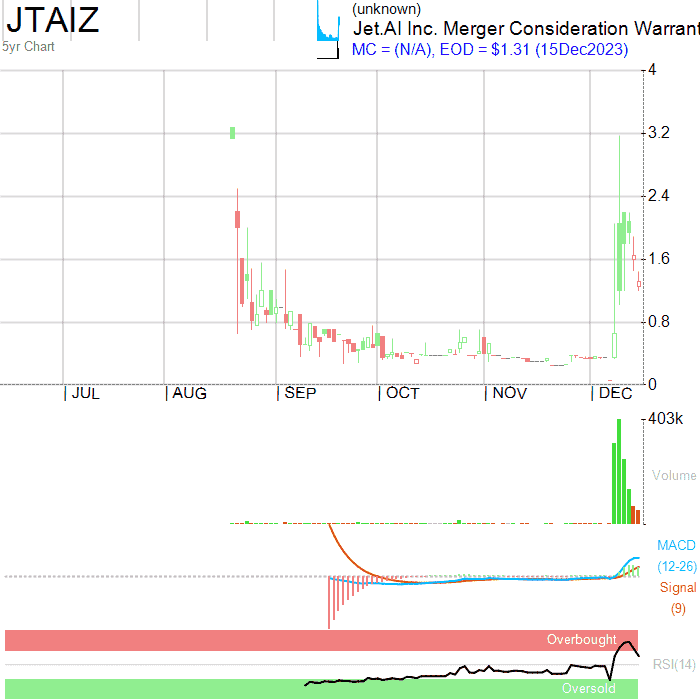 JTAIZ
5yr Chart
(unknown)
Jet.AI Inc. Merger Consideration Warrant
MC = (N/A), EOD = $1.31 (15Dec2023)
4
3.2
2.4
1.6
0.8
0
JUL AUG SEP OCT NOV DEC
403k
Volume
MACD
(12-26)
Signal
(9)
Overbought
RSI(14)
Oversold